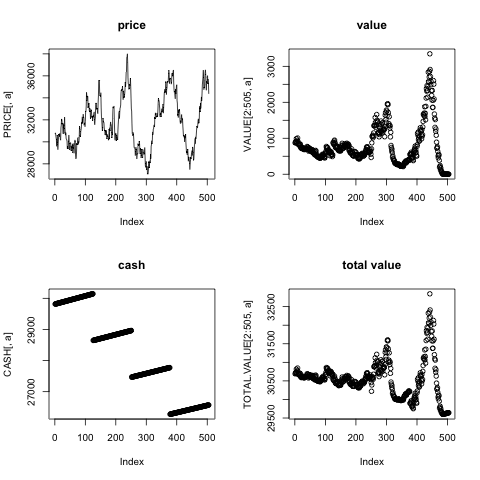 price
value
PRICE[, a]
28000 32000 36000
0 100 200 300 400 500
Index
VALUE[2:505, a]
0 1000 2000 3000
0 100 200 300 400 500
Index
cash
total value
CASH[, a]
27000 29000
0 100 200 300 400 500
Index
TOTAL.VALUE[2:505, a]
29500 30500 31500 32500
0 100 200 300 400 500
Index